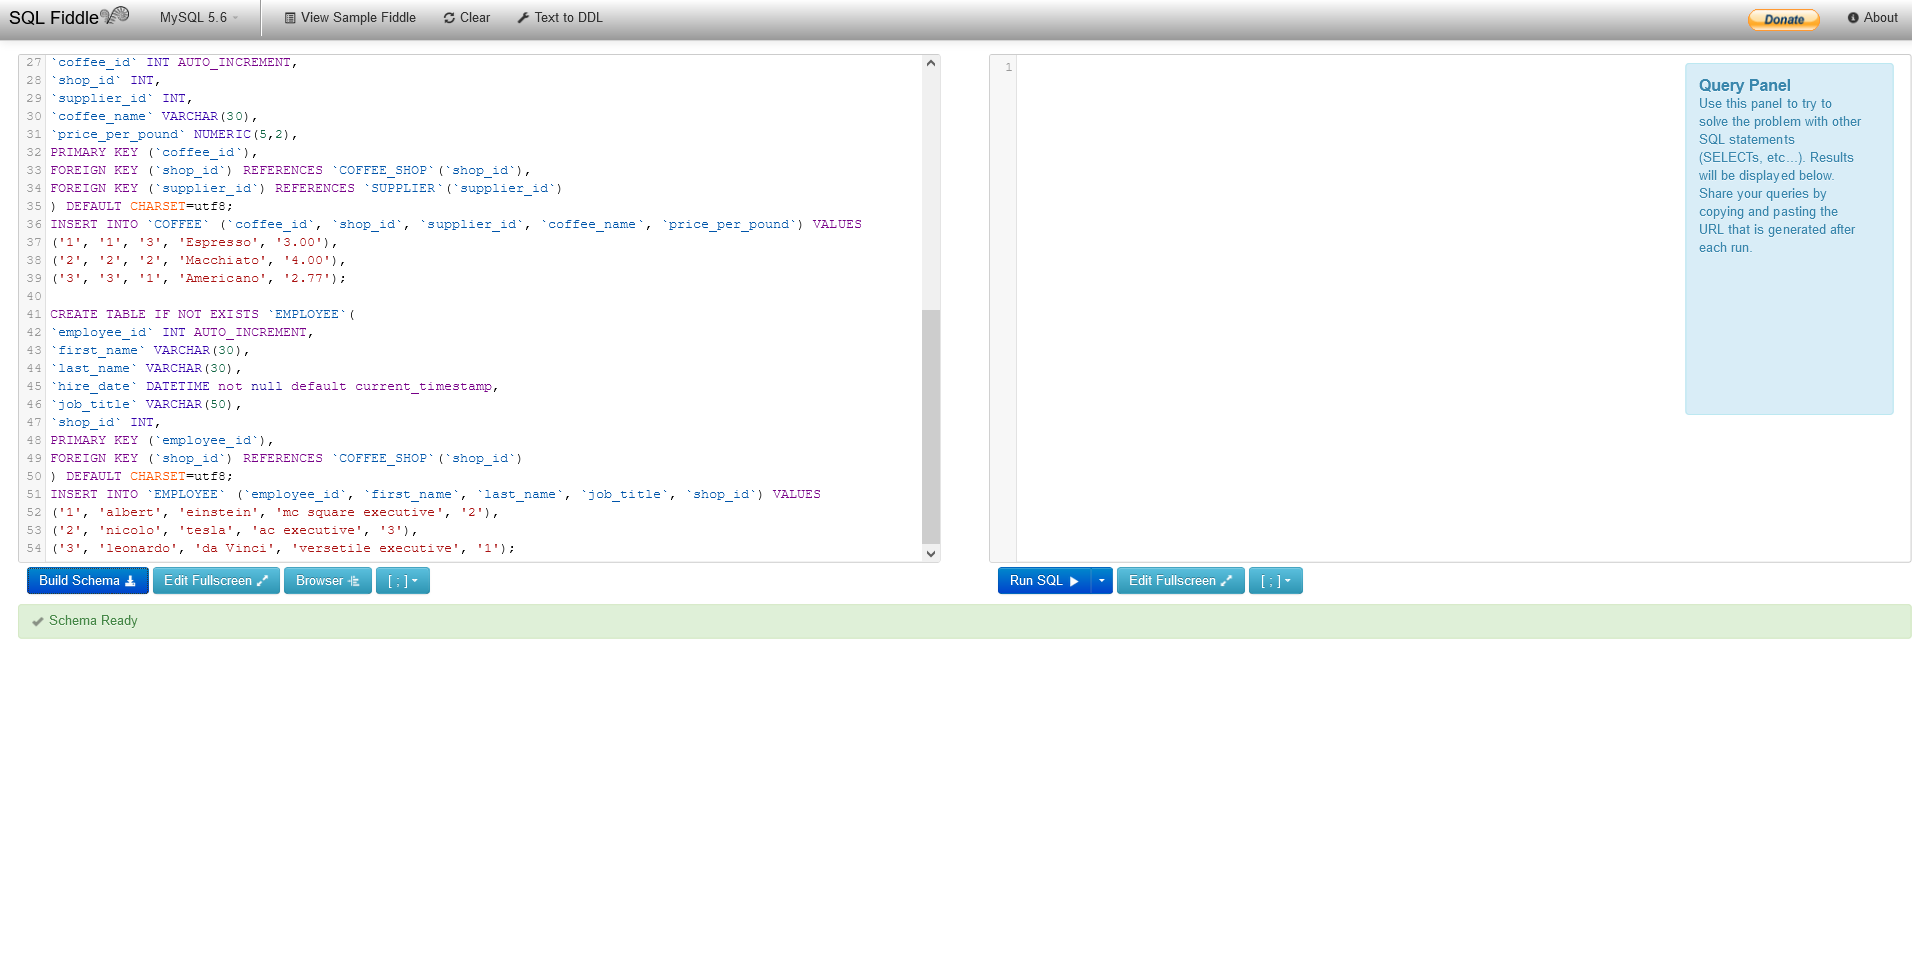 SQL Fiddle
MySQL 5.6
View Sample Fiddle
Clear
Text to DDL
Donate
About
27 `coffee_id` INT AUTO_INCREMENT,
28 `shop_id` INT,
29 `supplier_id` INT,
30 `coffee_name` VARCHAR(30),
31 `price_per_pound` NUMERIC(5,2),
32 PRIMARY KEY (`coffee_id`),
33 FOREIGN KEY (`shop_id`) REFERENCES `COFFEE_SHOP`(`shop_id`),
34 FOREIGN KEY (`supplier_id`) REFERENCES `SUPPLIER`(`supplier_id`)
35 ) DEFAULT CHARSET=utf8;
36 INSERT INTO `COFFEE` (`coffee_id`, `shop_id`, `supplier_id`, `coffee_name`, `price_per_pound`) VALUES
37 ('1', '1', '3', 'Espresso', '3.00'),
38 ('2', '2', '2', 'Macchiato', '4.00'),
39 ('3', '3', '1', 'Americano', '2.77');
40
41 CREATE TABLE IF NOT EXISTS `EMPLOYEE`(
42 `employee_id` INT AUTO_INCREMENT,
43 `first_name` VARCHAR(30),
44 `last_name` VARCHAR(30),
45 `hire_date` DATETIME not null default current_timestamp,
46 `job_title` VARCHAR(50),
47 `shop_id` INT,
48 PRIMARY KEY (`employee_id`),
49 FOREIGN KEY (`shop_id`) REFERENCES `COFFEE_SHOP`(`shop_id`)
50 ) DEFAULT CHARSET=utf8;
51 INSERT INTO `EMPLOYEE` (`employee_id`, `first_name`, `last_name`, `job_title`, `shop_id`) VALUES
52 ('1', 'albert', 'einstein', 'mc square executive', '2'),
53 ('2', 'nicolo', 'tesla', 'ac executive', '3'),
54 ('3', 'leonardo', 'da Vinci', 'versetile executive', '1');
Build Schema
Edit Fullscreen
Browser
[ ; ]
1
Query Panel
Use this panel to try to
solve the problem with other
SQL statements
(SELECTs, etc...). Results
will be displayed below.
Share your queries by
copying and pasting the
URL that is generated after
each run.
Run SQL
Edit Fullscreen
[ ; ]
Schema Ready